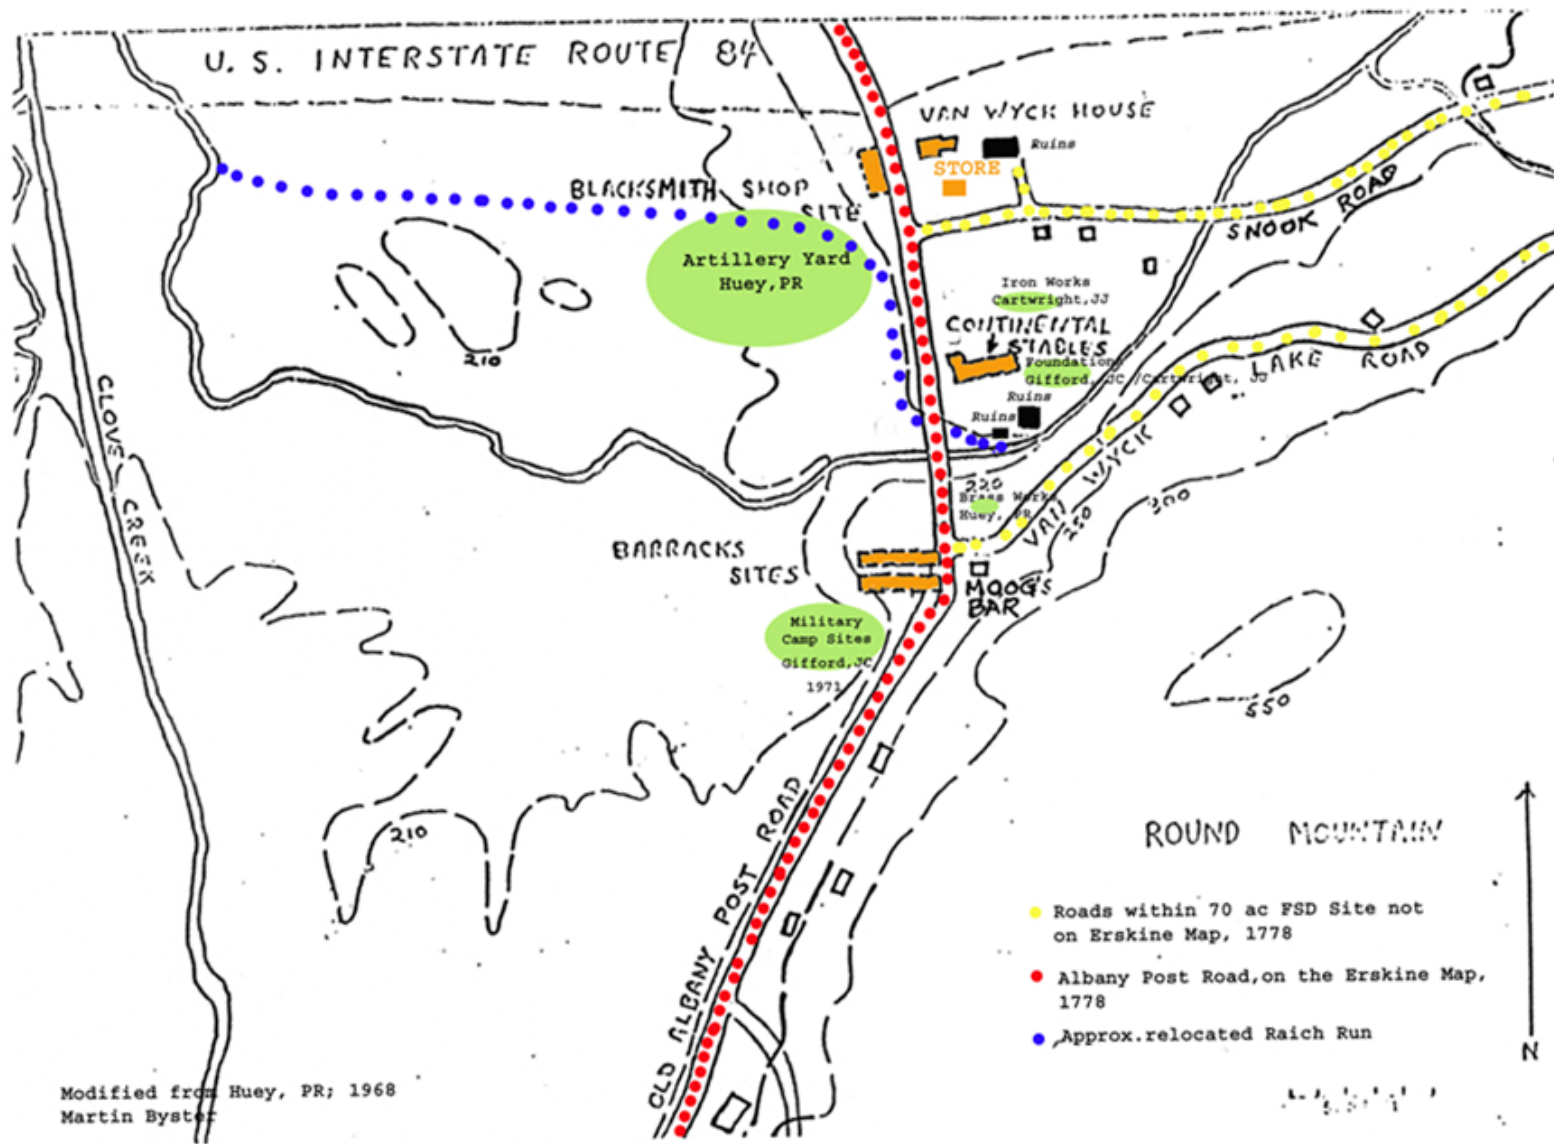 U.S. INTERSTATE ROUTE 84
VAN WYCK HOUSE
Ruins
STORE
BLACKSMITH SHOP
SITE
SNOOK ROAD
Artillery Yard
Huey,PR
Iron Works
Cartwright,JJ
CONTINENTAL
STABLES
Foundation
Gifford, JC /Cartwright, JJ
Ruins
Ruins
210
VAN WYCK LAKE ROAD
CLOVE CREEK
220
Brass Works
Huey, PR
250
300
BARRACKS
SITES
MOOG'S
BAR
Military
Camp Sites
Gifford,JC
1971
550
210
OLD ALBANY POST ROAD
ROUND MOUNTAIN
Roads within 70 ac FSD Site not
on Erskine Map, 1778
Albany Post Road,on the Erskine Map,
1778
Approx.relocated Raich Run
N
Modified from Huey, PR; 1968
Martin Byster